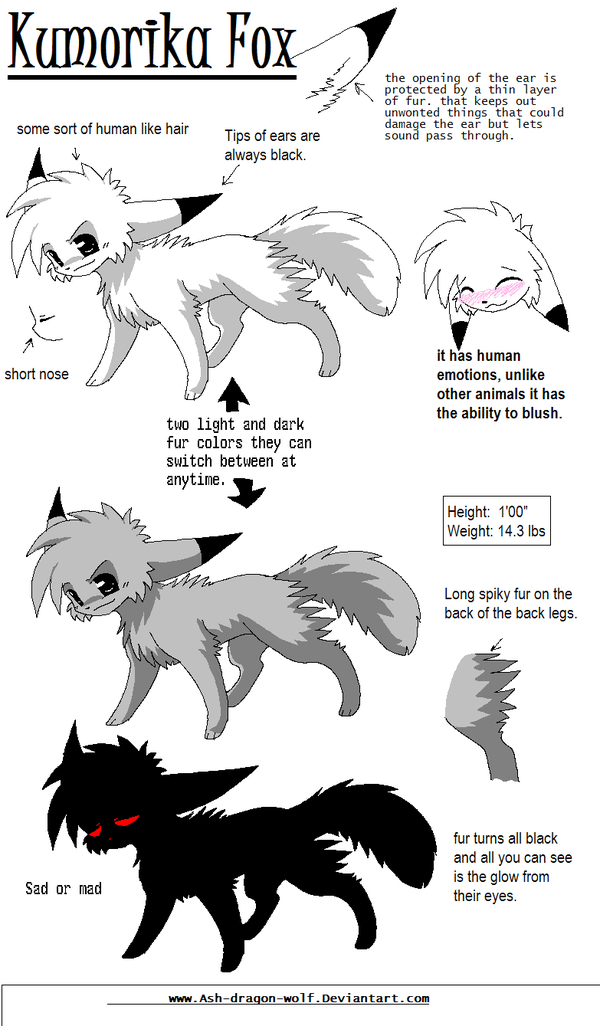 Kumorika Fox
the opening of the ear is
protected by a thin layer
of fur. that keeps out
unwonted things that could
damage the ear but lets
sound pass through.
some sort of human like hair
Tips of ears are
always black.
short nose
it has human
emotions, unlike
other animals it has
the ability to blush.
two light and dark
fur colors they can
switch between at
anytime.
Height:  1'00"
Weight: 14.3 lbs
Long spiky fur on the
back of the back legs.
Sad or mad
fur turns all black
and all you can see
is the glow from
their eyes.
www.Ash-dragon-wolf.Deviantart.com